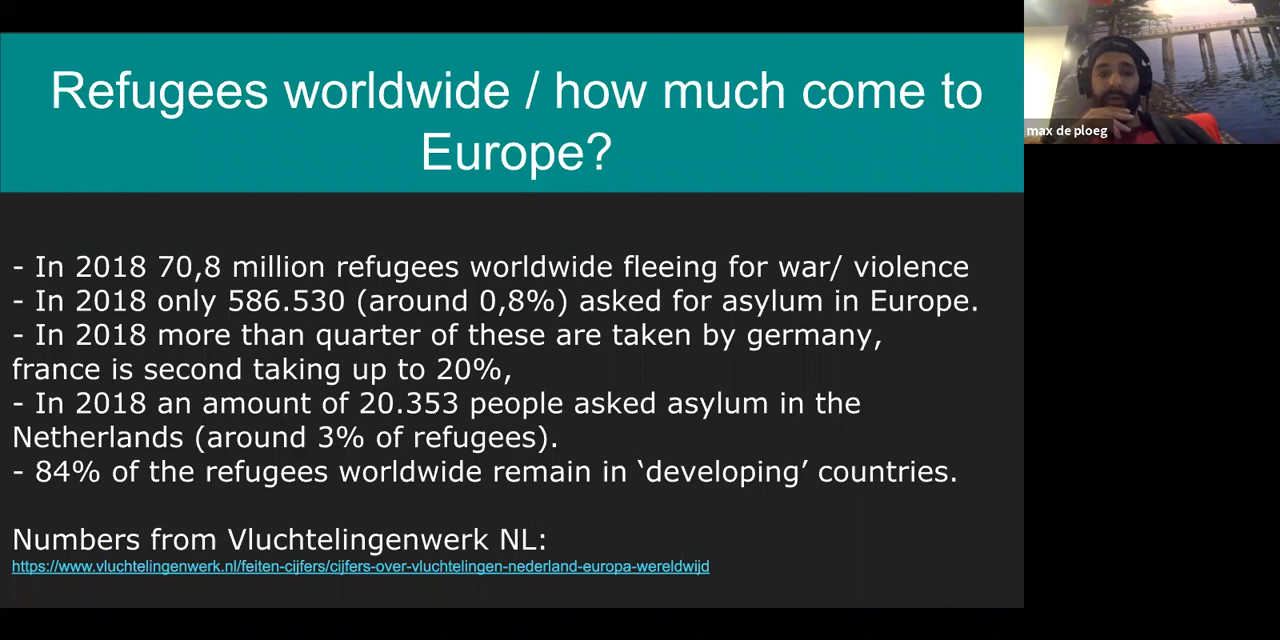 Refugees worldwide / how much come to
Europe?
max de ploeg
- In 2018 70,8 million refugees worldwide fleeing for war/ violence
- In 2018 only 586.530 (around 0,8%) asked for asylum in Europe.
- In 2018 more than quarter of these are taken by germany,
france is second taking up to 20%,
- In 2018 an amount of 20.353 people asked asylum in the
Netherlands (around 3% of refugees).
- 84% of the refugees worldwide remain in ‘developing’ countries.
Numbers from Vluchtelingenwerk NL:
https://www.vluchtelingenwerk.nl/feiten-cijfers/cijfers-over-vluchtelingen-nederland-europa-wereldwijd